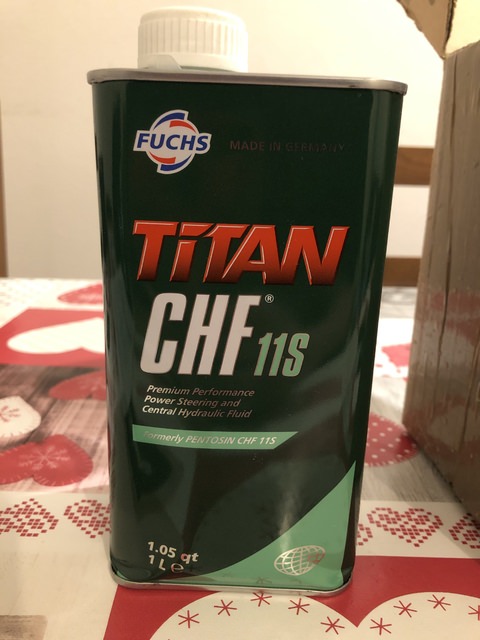 FUCHS
MADE IN GERMANY
TiTAN
CHF® 11S
Premium Performance
Power Steering and
Central Hydraulic Fluid
Formerly PENTOSIN CHF 11S
1.05 qt
1 L ℮